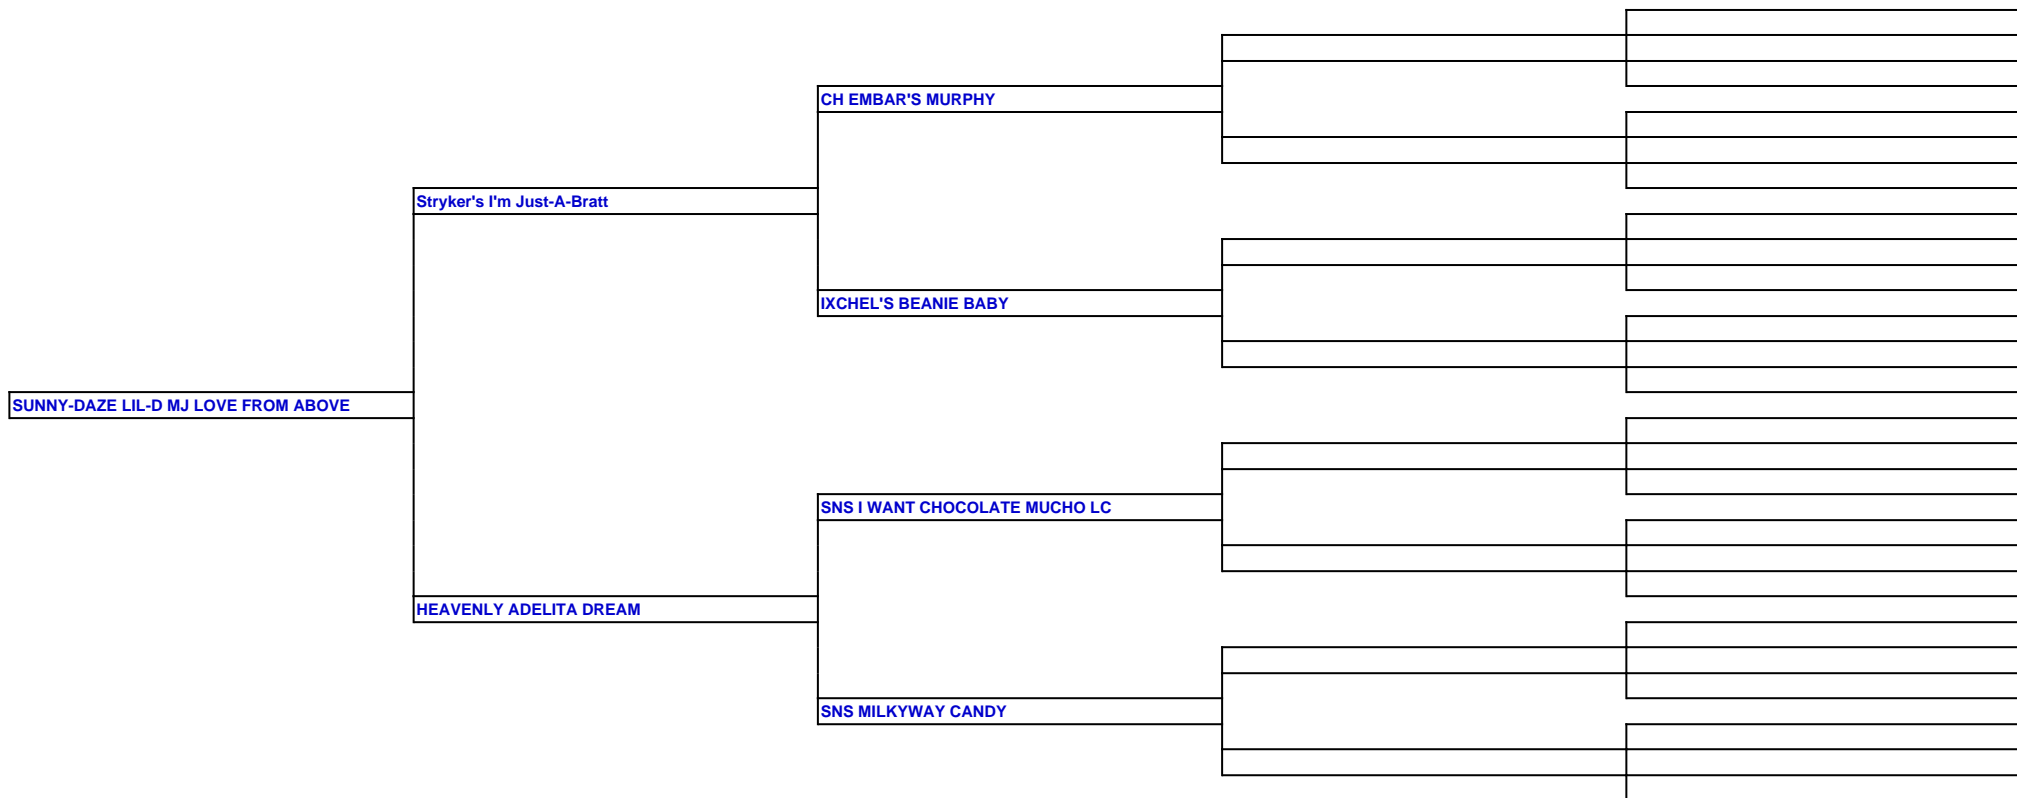 CH EMBAR'S MURPHY
Stryker's I'm Just-A-Bratt
IXCHEL'S BEANIE BABY
SUNNY-DAZE LIL-D MJ LOVE FROM ABOVE
SNS I WANT CHOCOLATE MUCHO LC
HEAVENLY ADELITA DREAM
SNS MILKYWAY CANDY